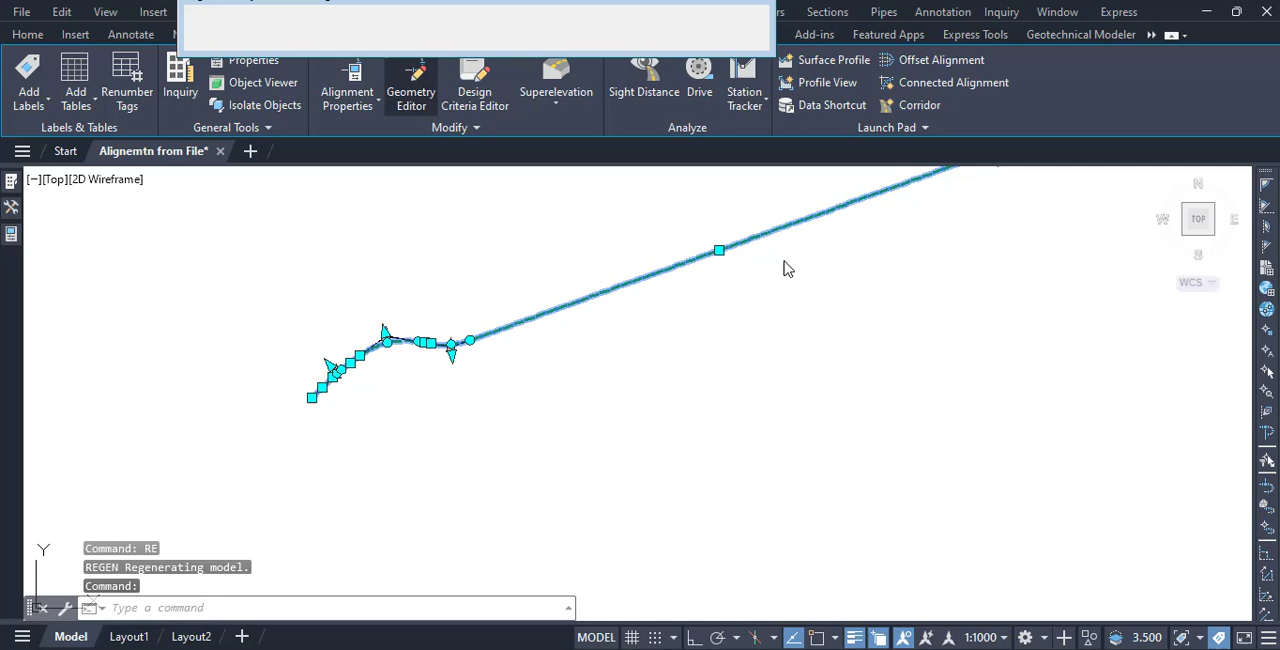 File Edit View Insert Sections Pipes Annotation Inquiry Window Express
Home Insert Annotate Add-ins Featured Apps Express Tools Geotechnical Modeler
Add Labels
Add Tables
Renumber Tags
Labels & Tables
Inquiry
Properties
Object Viewer
Isolate Objects
General Tools
Alignment Properties
Geometry Editor
Design Criteria Editor
Superelevation
Modify
Sight Distance
Drive
Station Tracker
Analyze
Surface Profile
Profile View
Data Shortcut
Offset Alignment
Connected Alignment
Corridor
Launch Pad
Start Alignemtn from File*
[−][Top][2D Wireframe]
N
W TOP E
S
WCS
Y
Command: RE
REGEN Regenerating model.
Command:
Type a command
Model Layout1 Layout2 MODEL 1:1000 3.500